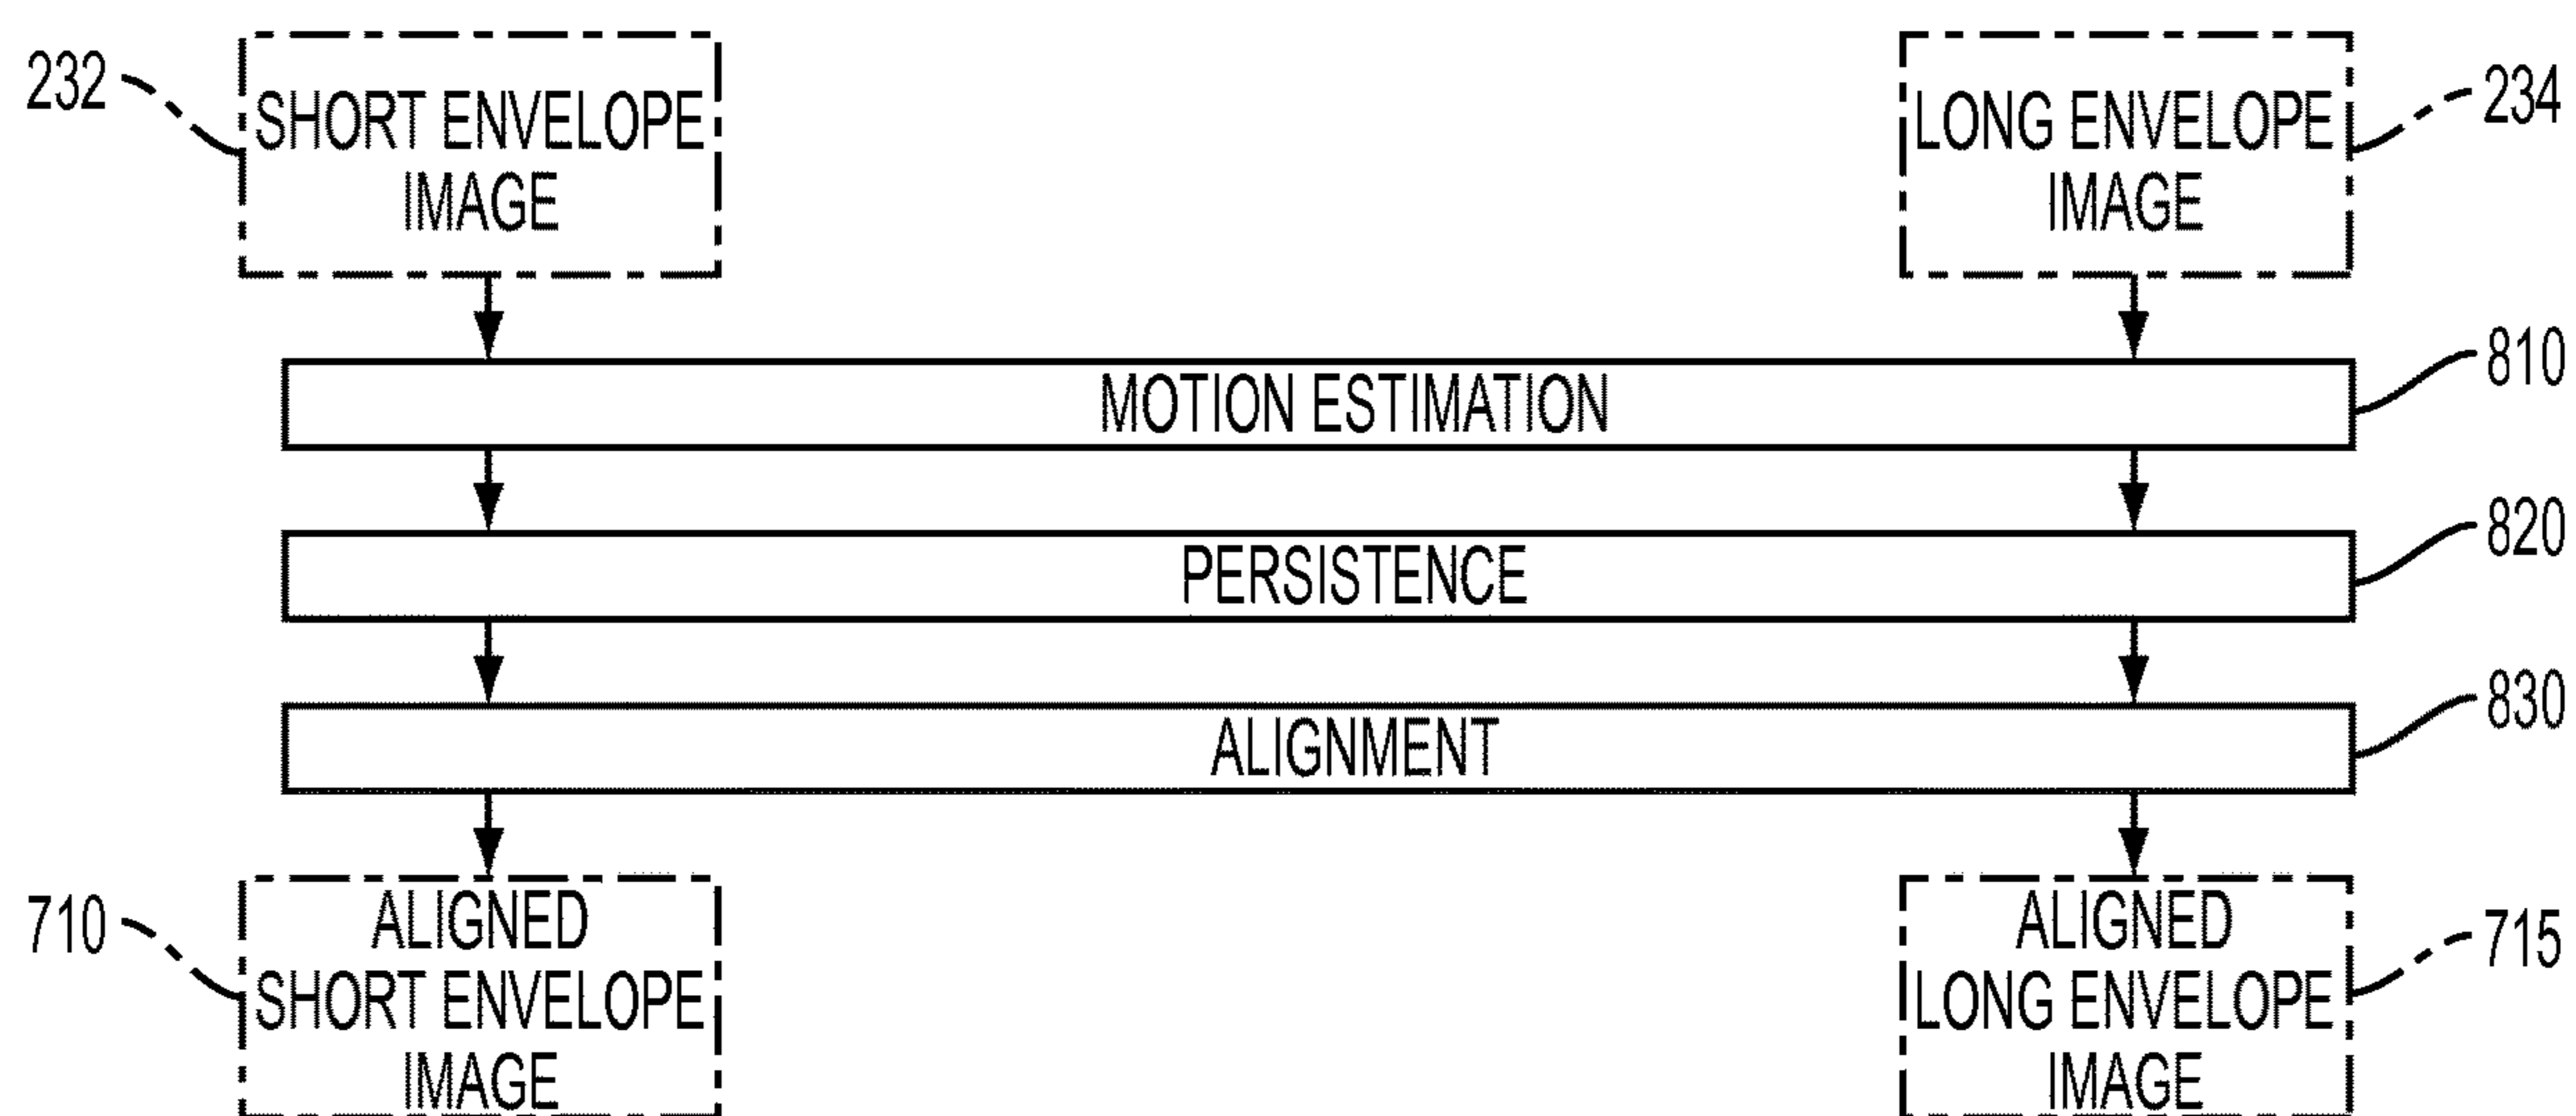 232
SHORT ENVELOPE
IMAGE
LONG ENVELOPE
IMAGE
234
MOTION ESTIMATION
810
PERSISTENCE
820
ALIGNMENT
830
710
ALIGNED
SHORT ENVELOPE
IMAGE
ALIGNED
LONG ENVELOPE
IMAGE
715